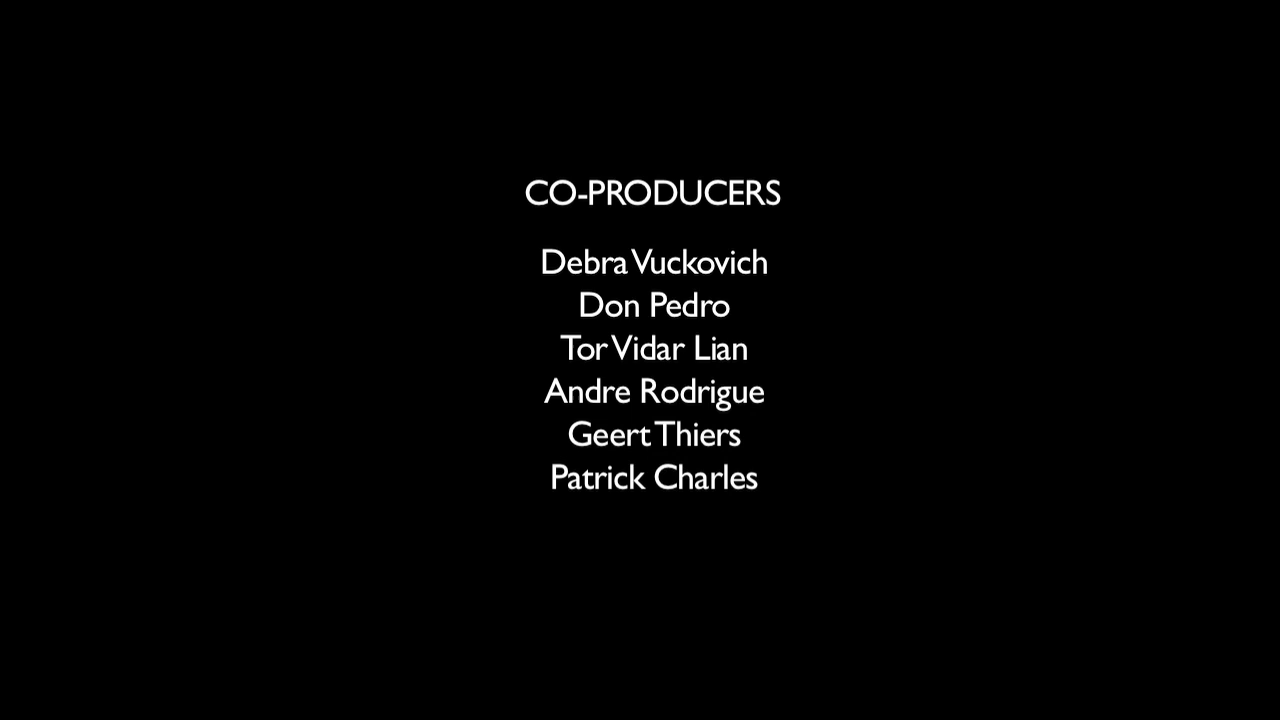 CO-PRODUCERS
Debra Vuckovich
Don Pedro
Tor Vidar Lian
Andre Rodrigue
Geert Thiers
Patrick Charles